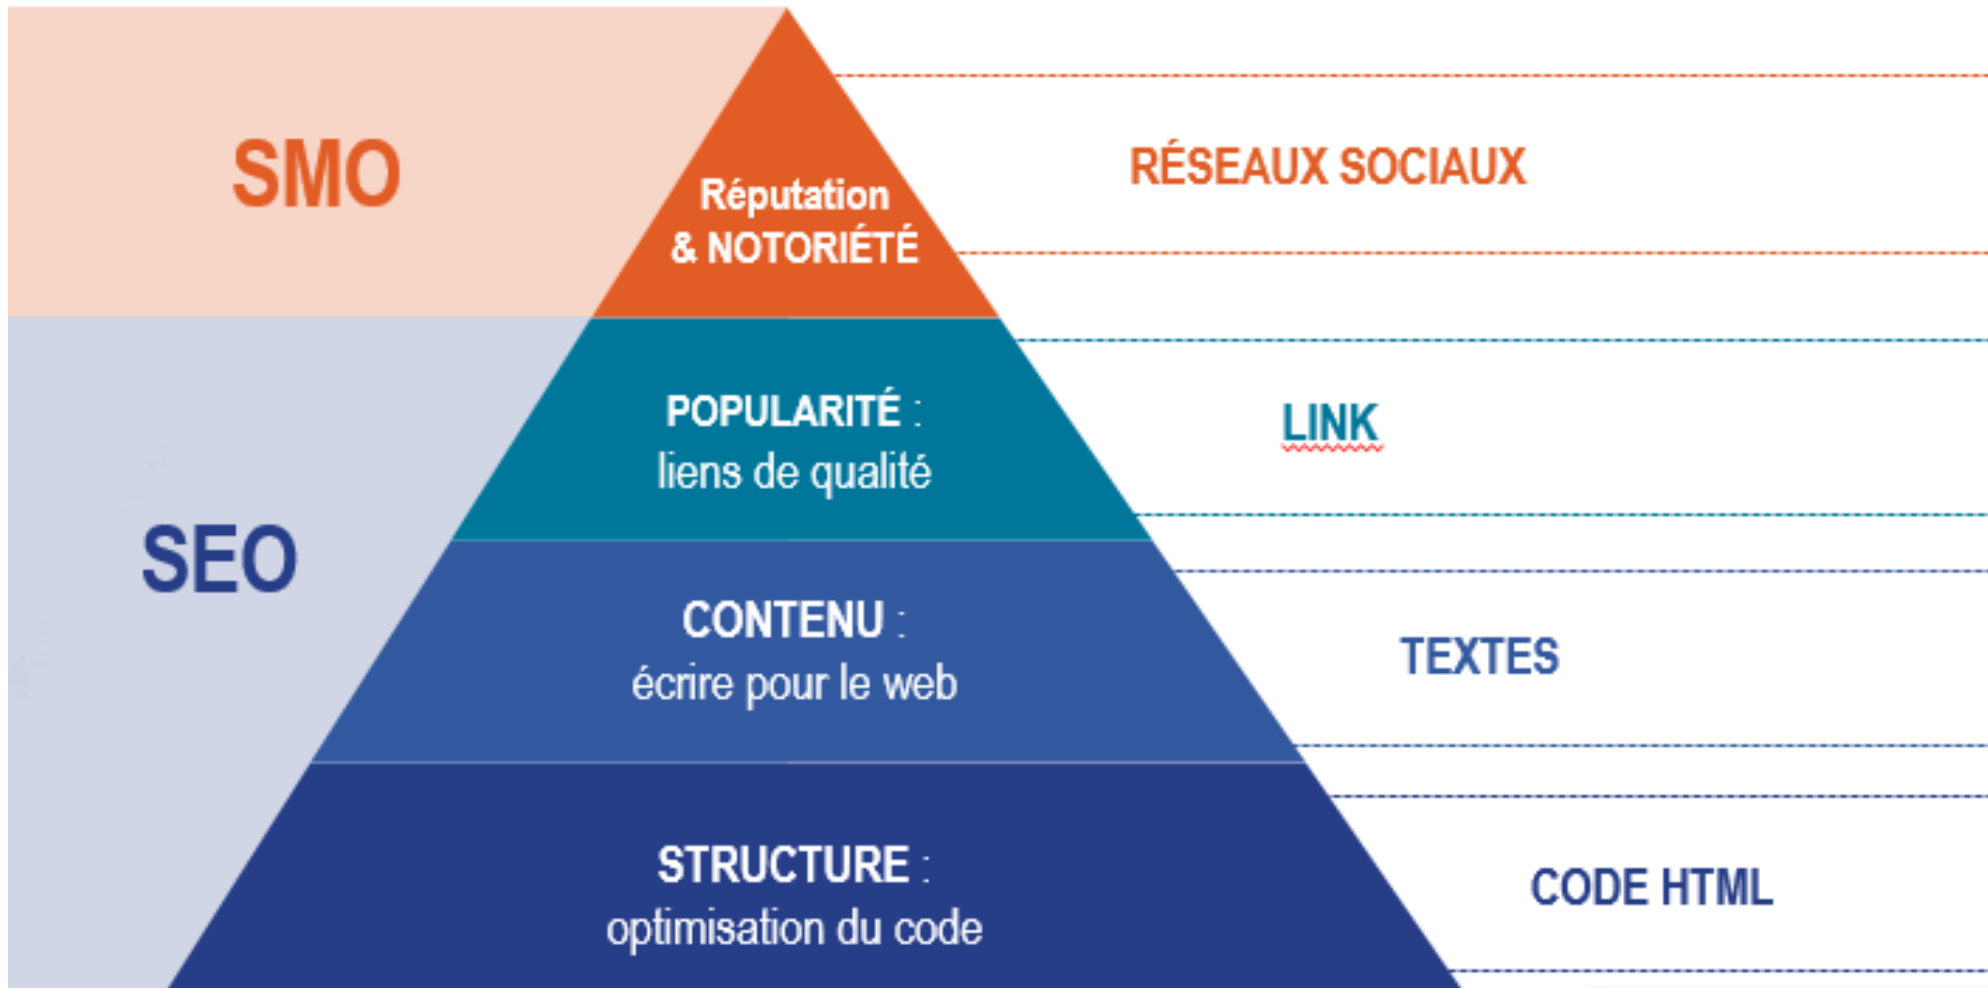 SMO
Réputation
& NOTORIÉTÉ
RÉSEAUX SOCIAUX
SEO
POPULARITÉ :
liens de qualité
LINK
CONTENU :
écrire pour le web
TEXTES
STRUCTURE :
optimisation du code
CODE HTML